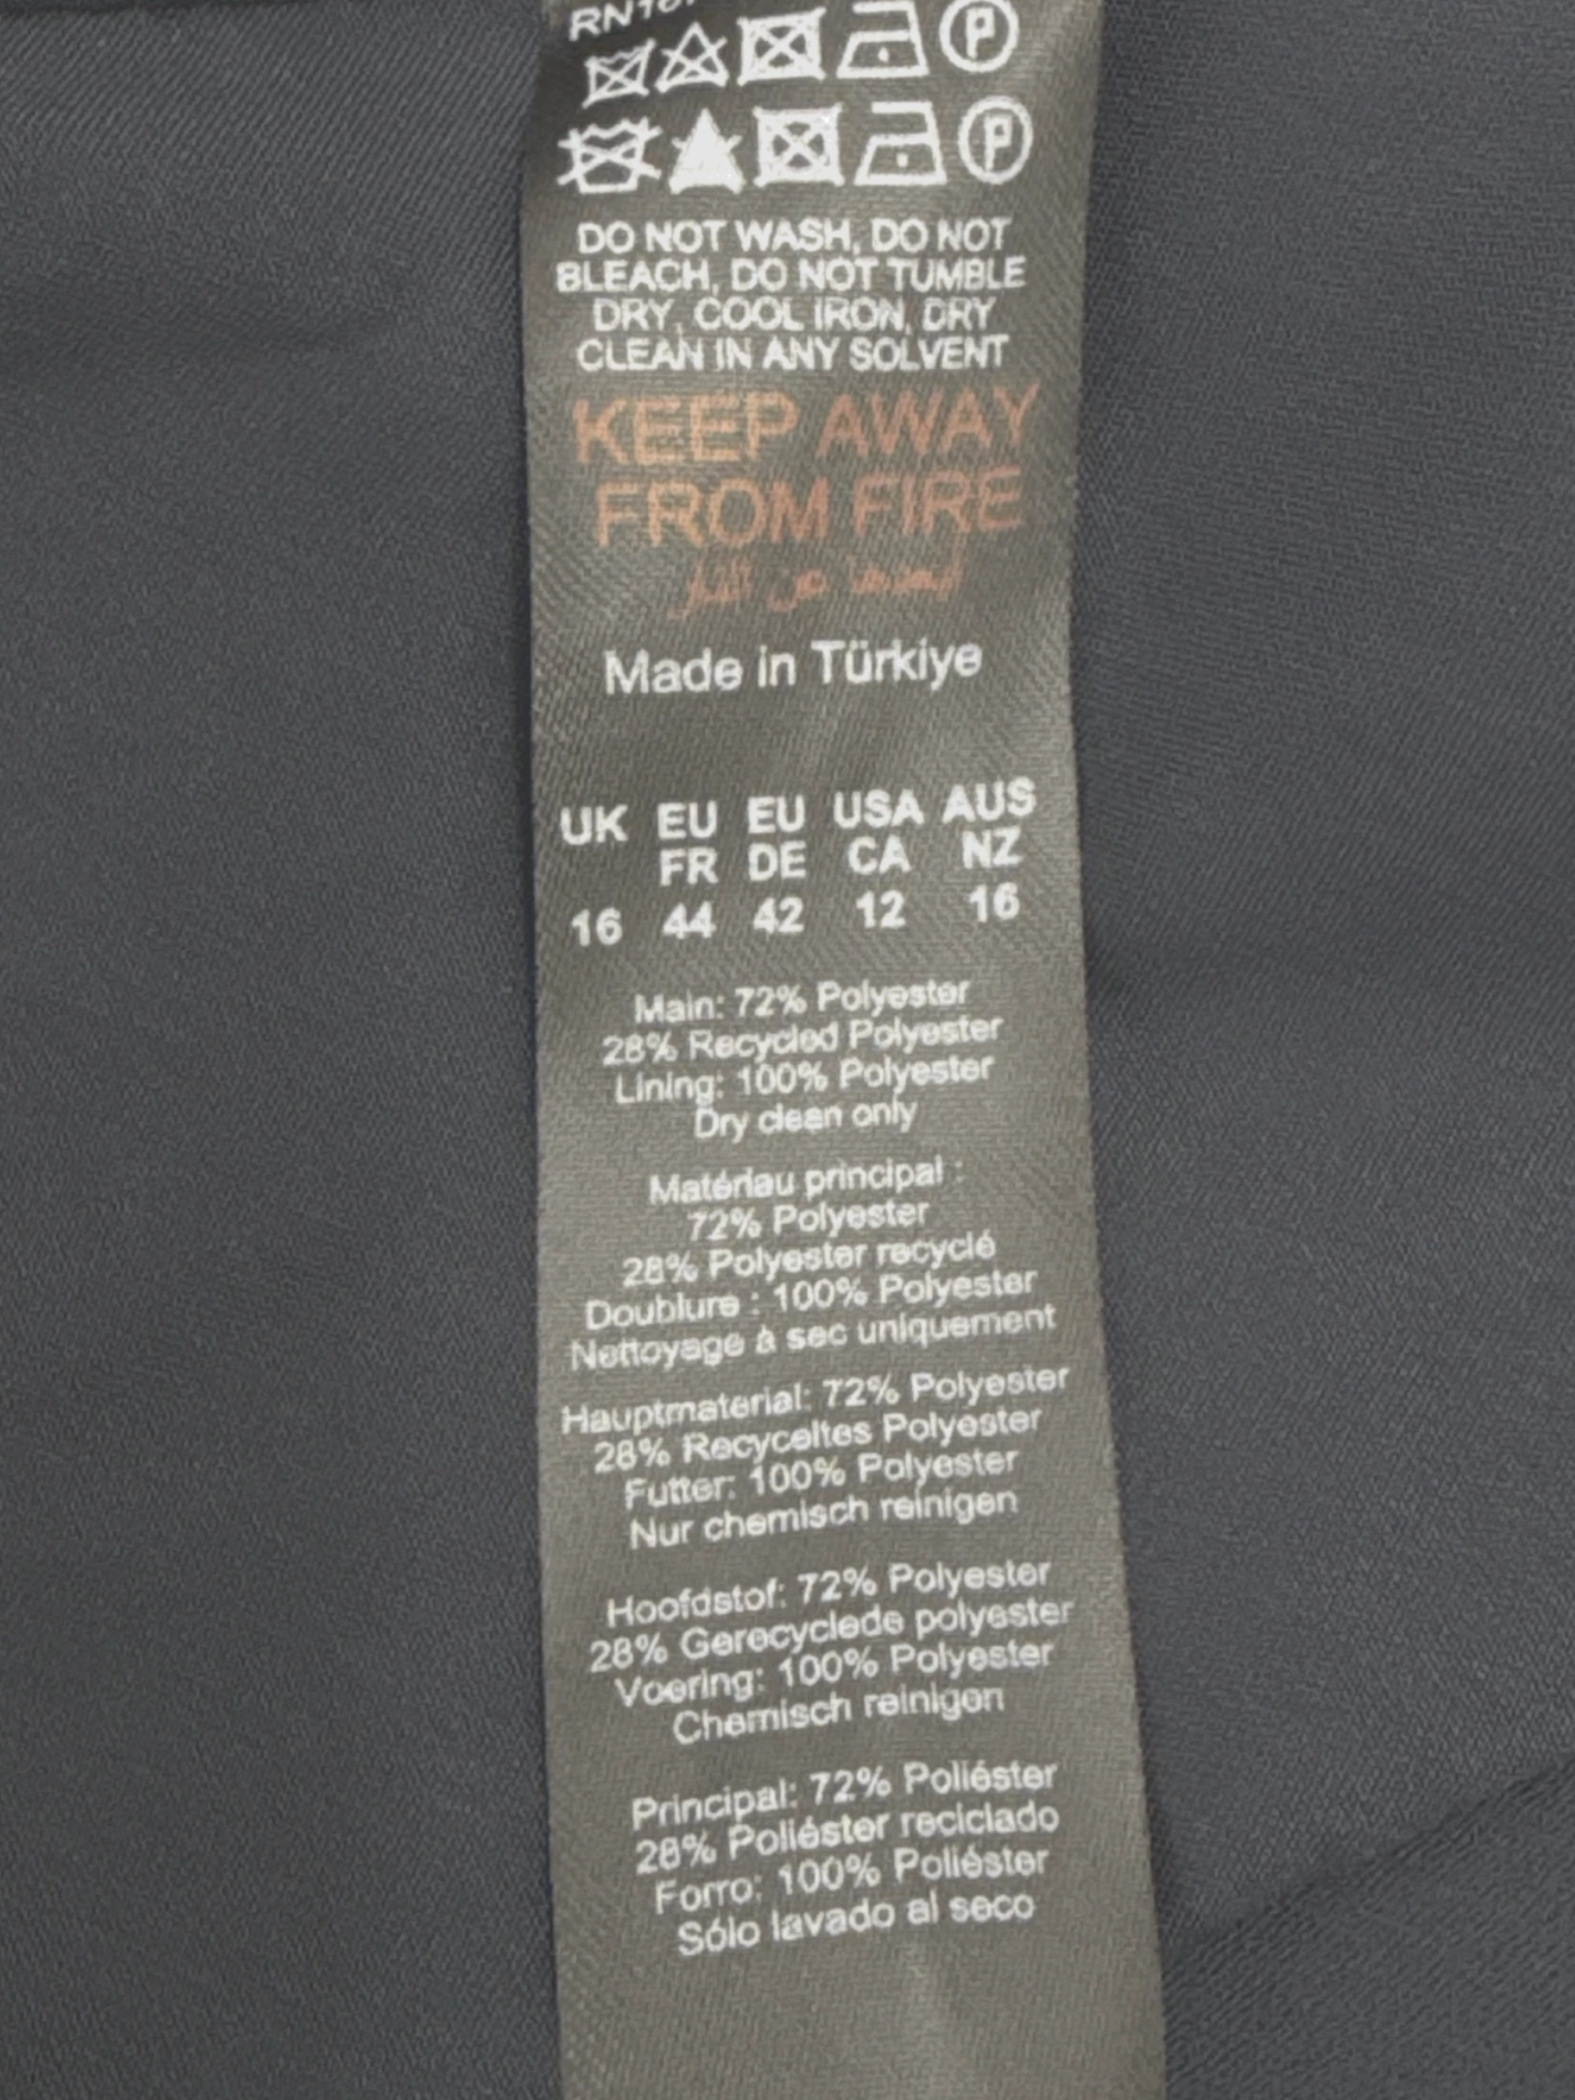 DO NOT WASH, DO NOT
BLEACH, DO NOT TUMBLE
DRY, COOL IRON, DRY
CLEAN IN ANY SOLVENT
KEEP AWAY
FROM FIRE
Made in Türkiye
UK EU EU USA AUS
FR DE CA NZ
16 44 42 12 16
Main: 72% Polyester
28% Recycled Polyester
Lining: 100% Polyester
Dry clean only
Matériau principal :
72% Polyester
28% Polyester recyclé
Doublure : 100% Polyester
Nettoyage à sec uniquement
Hauptmaterial: 72% Polyester
28% Recyceltes Polyester
Futter: 100% Polyester
Nur chemisch reinigen
Hoofdstof: 72% Polyester
28% Gerecyclede polyester
Voering: 100% Polyester
Chemisch reinigen
Principal: 72% Poliéster
28% Poliéster reciclado
Forro: 100% Poliéster
Sólo lavado al seco